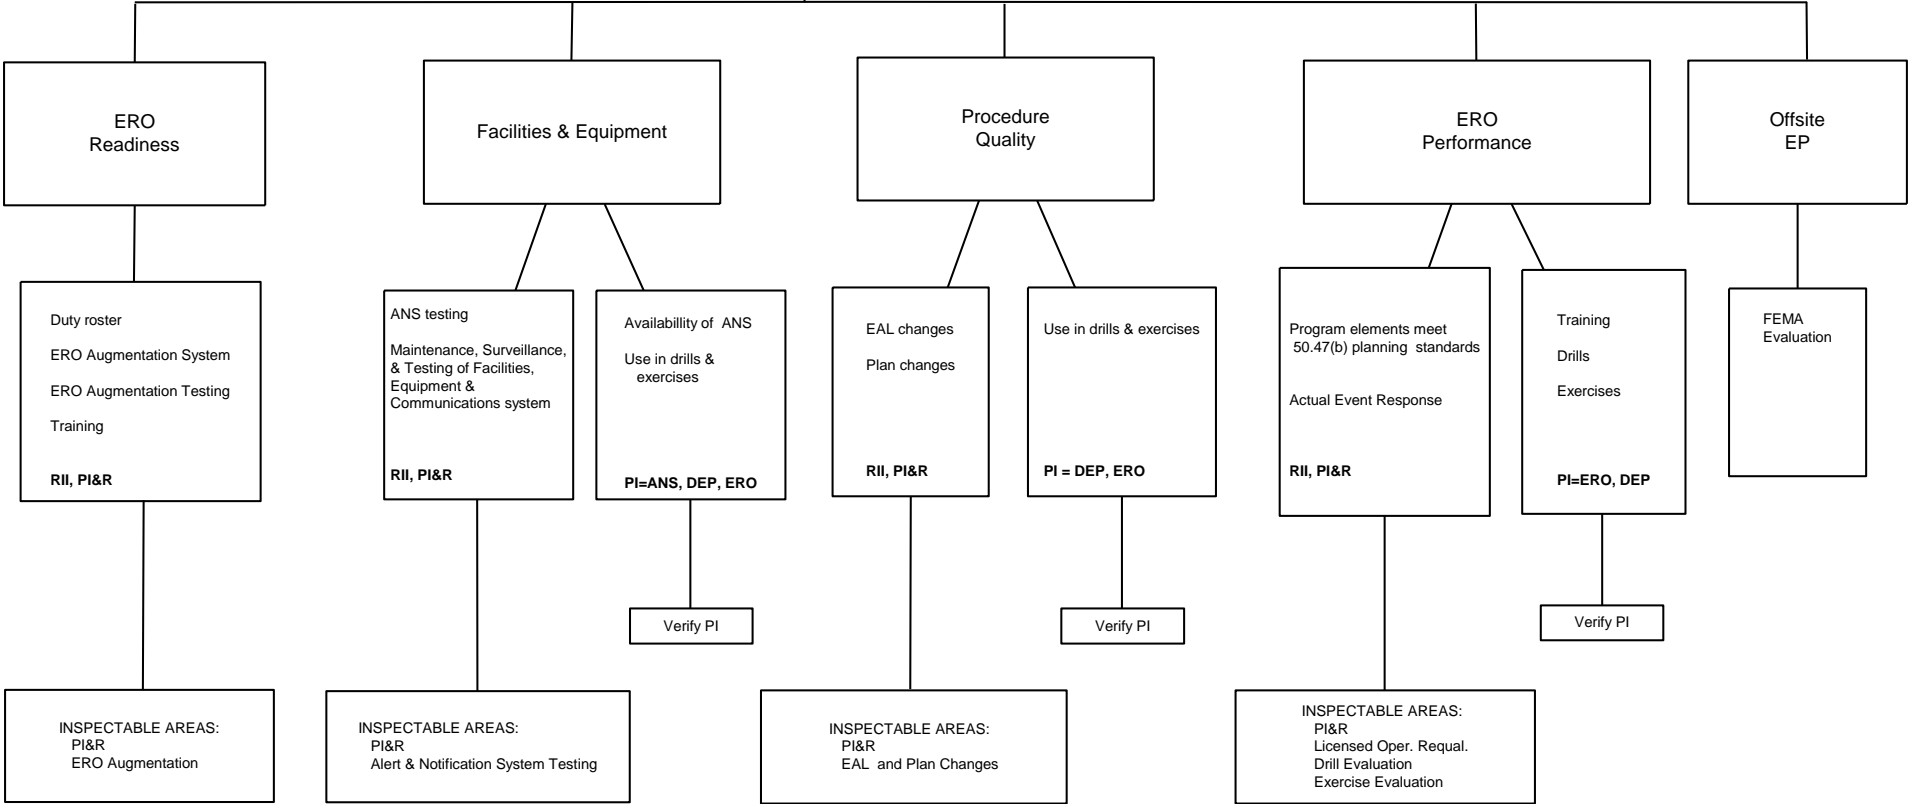 ERO
Readiness
Facilities & Equipment
Procedure
Quality
ERO
Performance
Offsite
EP
Duty roster
ERO Augmentation System
ERO Augmentation Testing
Training
RII, PI&R
ANS testing
Maintenance, Surveillance,
& Testing of Facilities,
Equipment &
Communications system
RII, PI&R
Availabillity of ANS
Use in drills &
exercises
PI=ANS, DEP, ERO
EAL changes
Plan changes
RII, PI&R
Use in drills & exercises
PI = DEP, ERO
Program elements meet
50.47(b) planning standards
Actual Event Response
RII, PI&R
Training
Drills
Exercises
PI=ERO, DEP
FEMA
Evaluation
Verify PI
Verify PI
Verify PI
INSPECTABLE AREAS:
PI&R
ERO Augmentation
INSPECTABLE AREAS:
PI&R
Alert & Notification System Testing
INSPECTABLE AREAS:
PI&R
EAL and Plan Changes
INSPECTABLE AREAS:
PI&R
Licensed Oper. Requal.
Drill Evaluation
Exercise Evaluation